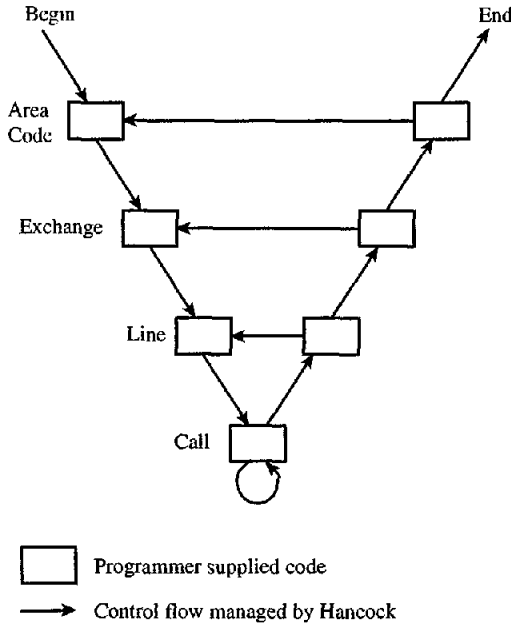 Begin
End
Area
Code
Exchange
Line
Call
Programmer supplied code
Control flow managed by Hancock